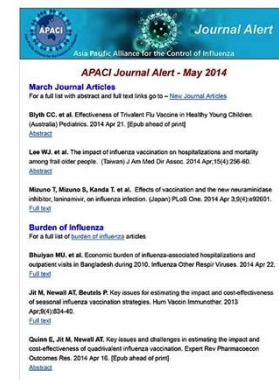 APACI
Journal Alert
Asia Pacific Alliance for the Control of Influenza
APACI Journal Alert - May 2014
March Journal Articles
For a full list with abstract and full text links go to – New Journal Articles
Blyth CC. et al. Effectiveness of Trivalent Flu Vaccine in Healthy Young Children.
(Australia) Pediatrics. 2014 Apr 21. [Epub ahead of print]
Abstract
Lee WJ. et al. The impact of influenza vaccination on hospitalizations and mortality
among frail older people. (Taiwan) J Am Med Dir Assoc. 2014 Apr;15(4):256-60.
Abstract
Mizuno T, Mizuno S, Kanda T. et al. Effects of vaccination and the new neuraminidase
inhibitor, laninamivir, on influenza infection. (Japan) PLoS One. 2014 Apr 3;9(4):e92601.
Full text
Burden of Influenza
For a full list of burden of influenza articles
Bhuiyan MU. et al. Economic burden of influenza-associated hospitalizations and
outpatient visits in Bangladesh during 2010. Influenza Other Respir Viruses. 2014 Apr 22.
Full text
Jit M, Newall AT, Beutels P. Key issues for estimating the impact and cost-effectiveness
of seasonal influenza vaccination strategies. Hum Vaccin Immunother. 2013
Apr;9(4):834-40.
Full text
Quinn E, Jit M, Newall AT. Key issues and challenges in estimating the impact and
cost-effectiveness of quadrivalent influenza vaccination. Expert Rev Pharmacoecon
Outcomes Res. 2014 Apr 16. [Epub ahead of print]
Abstract